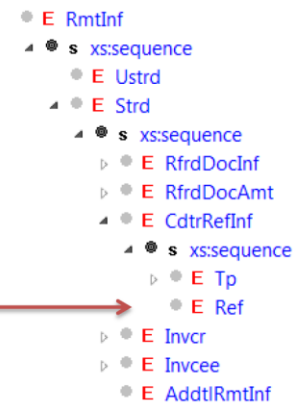 E RmtInf
s xs:sequence
E Ustrd
E Strd
s xs:sequence
E RfrdDocInf
E RfrdDocAmt
E CdtrRefInf
s xs:sequence
E Tp
E Ref
E Invcr
E Invcee
E AddtlRmtInf